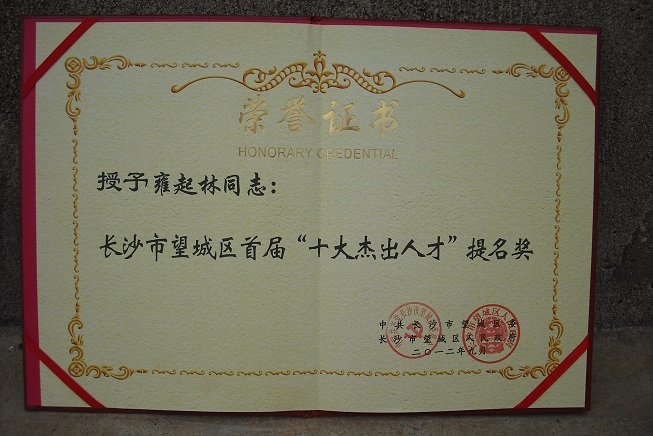 荣誉证书
HONORARY CREDENTIAL
授予雍起林同志：
长沙市望城区首届“十大杰出人才”提名奖
中共长沙市望城区委
长沙市望城区人民政府
二〇一二年九月